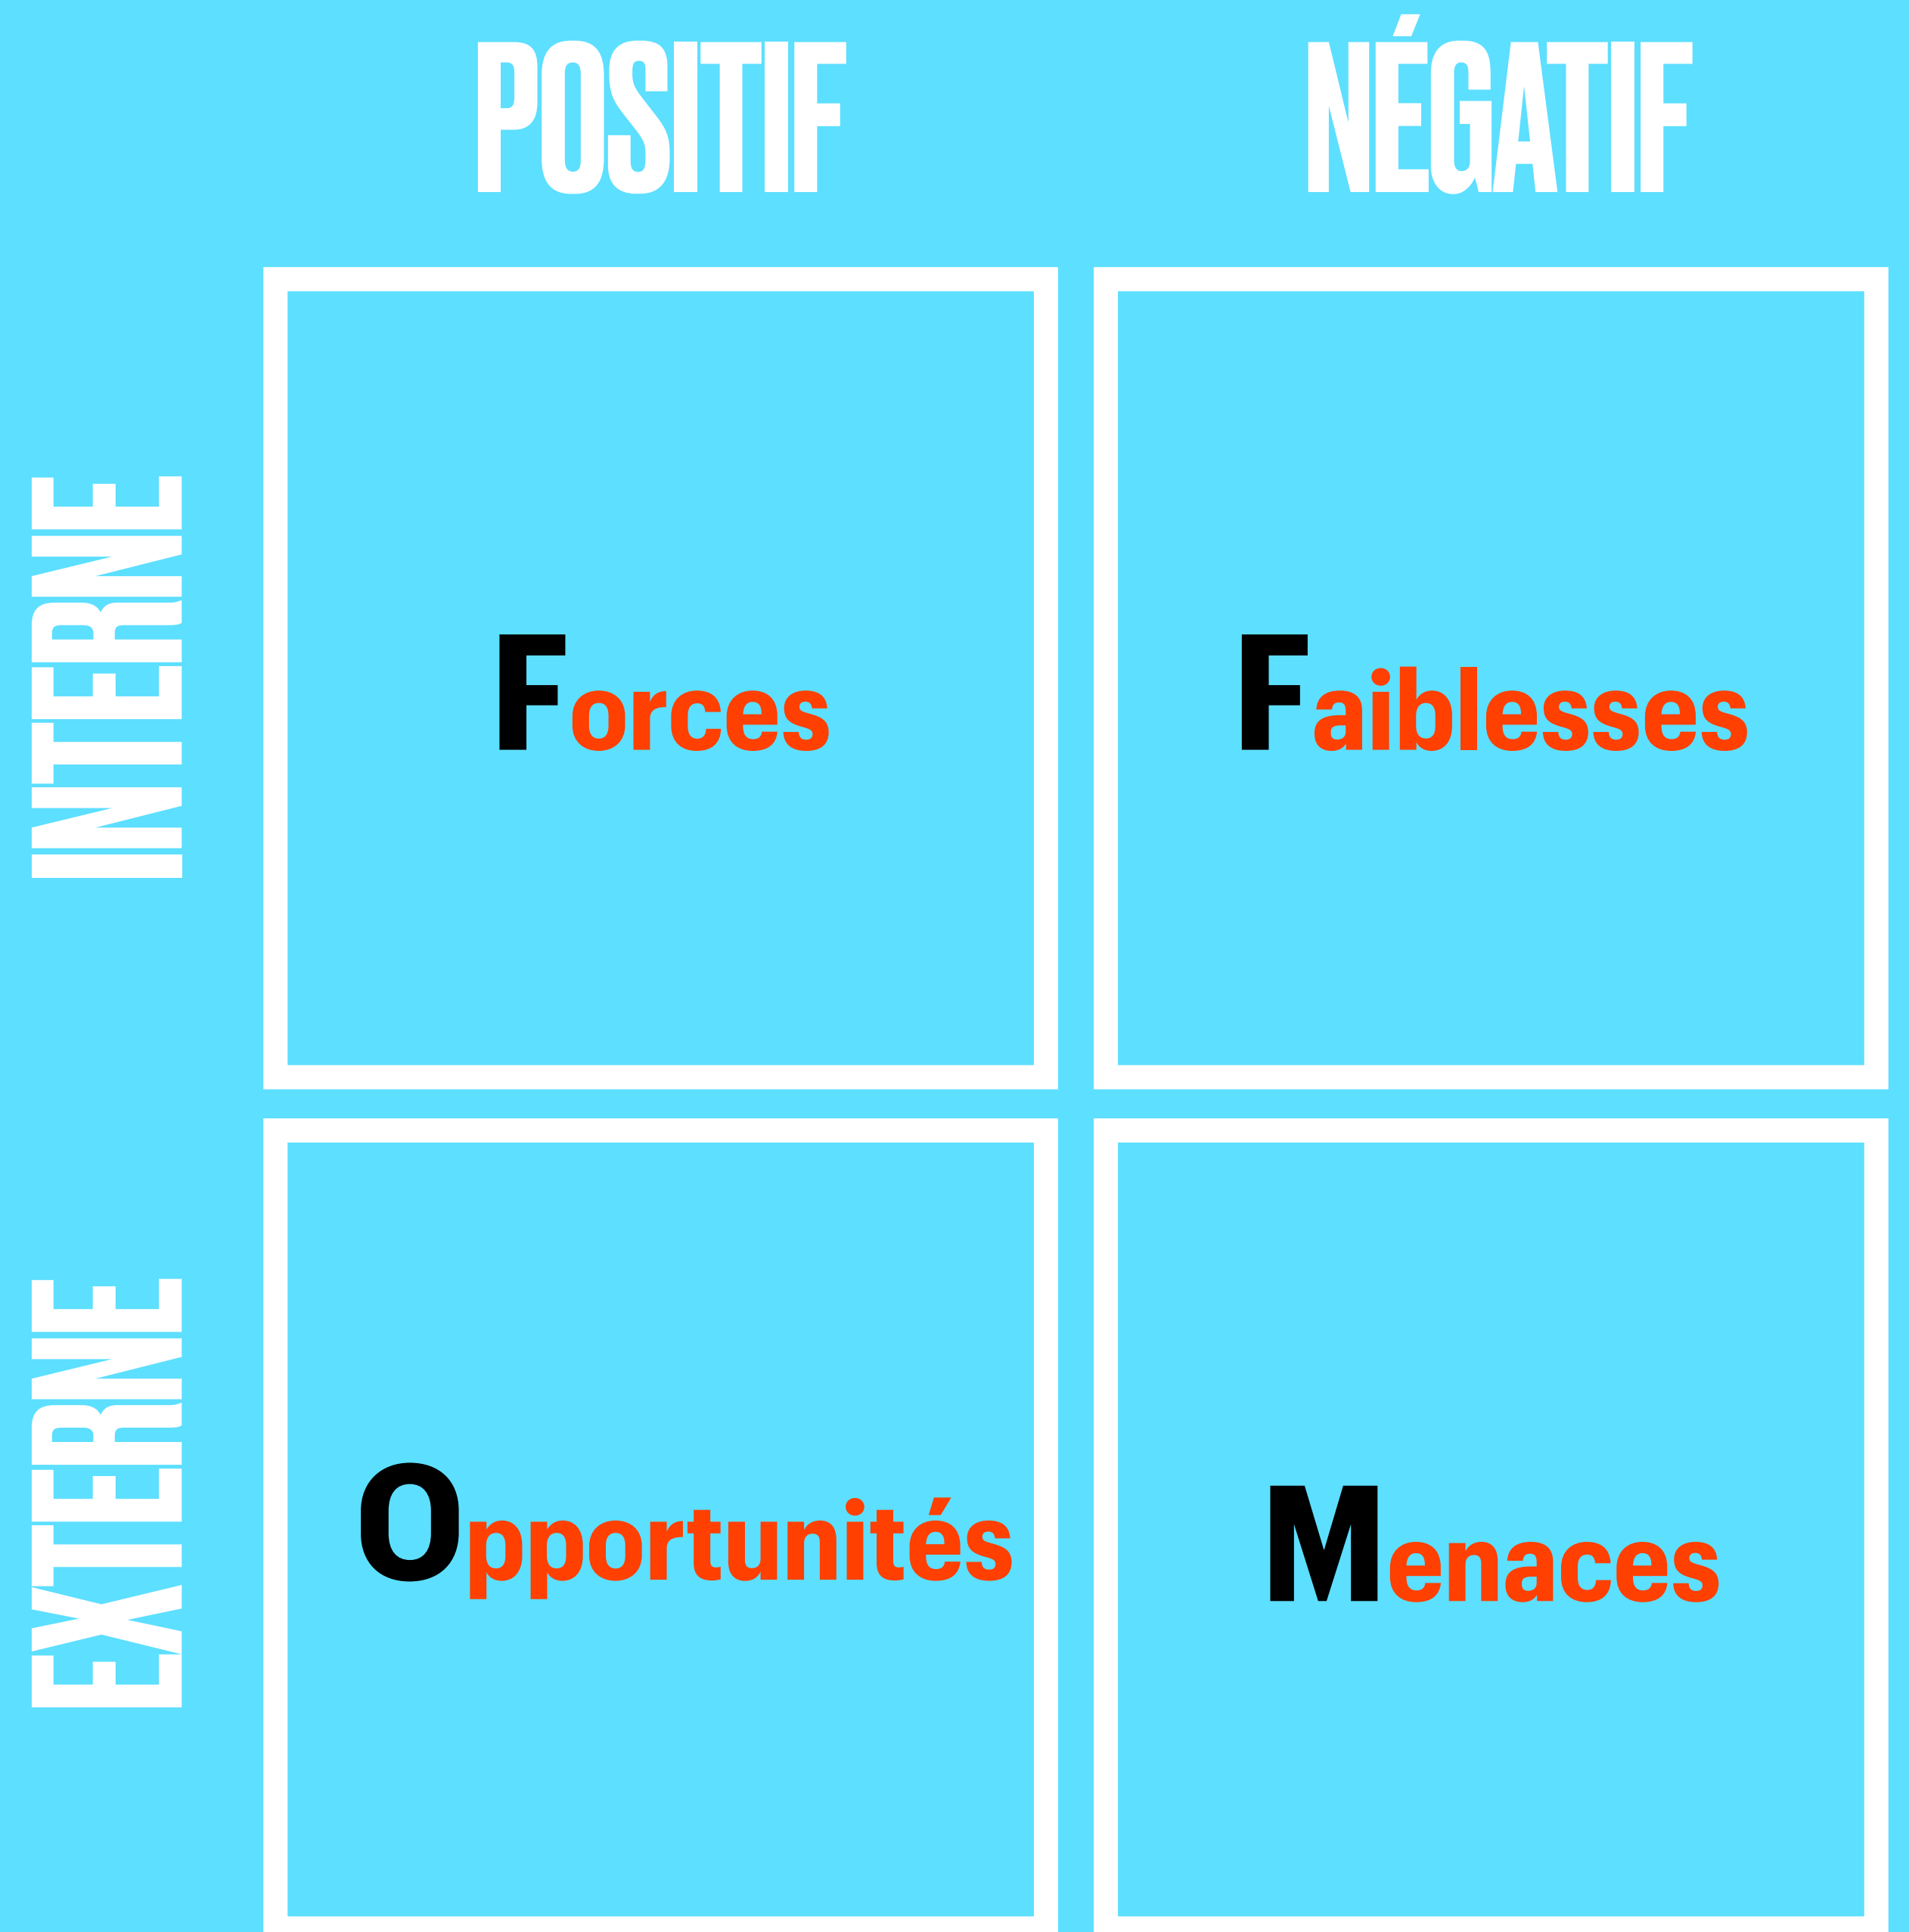 POSITIF
NÉGATIF
INTERNE
Forces
Faiblesses
EXTERNE
Opportunités
Menaces